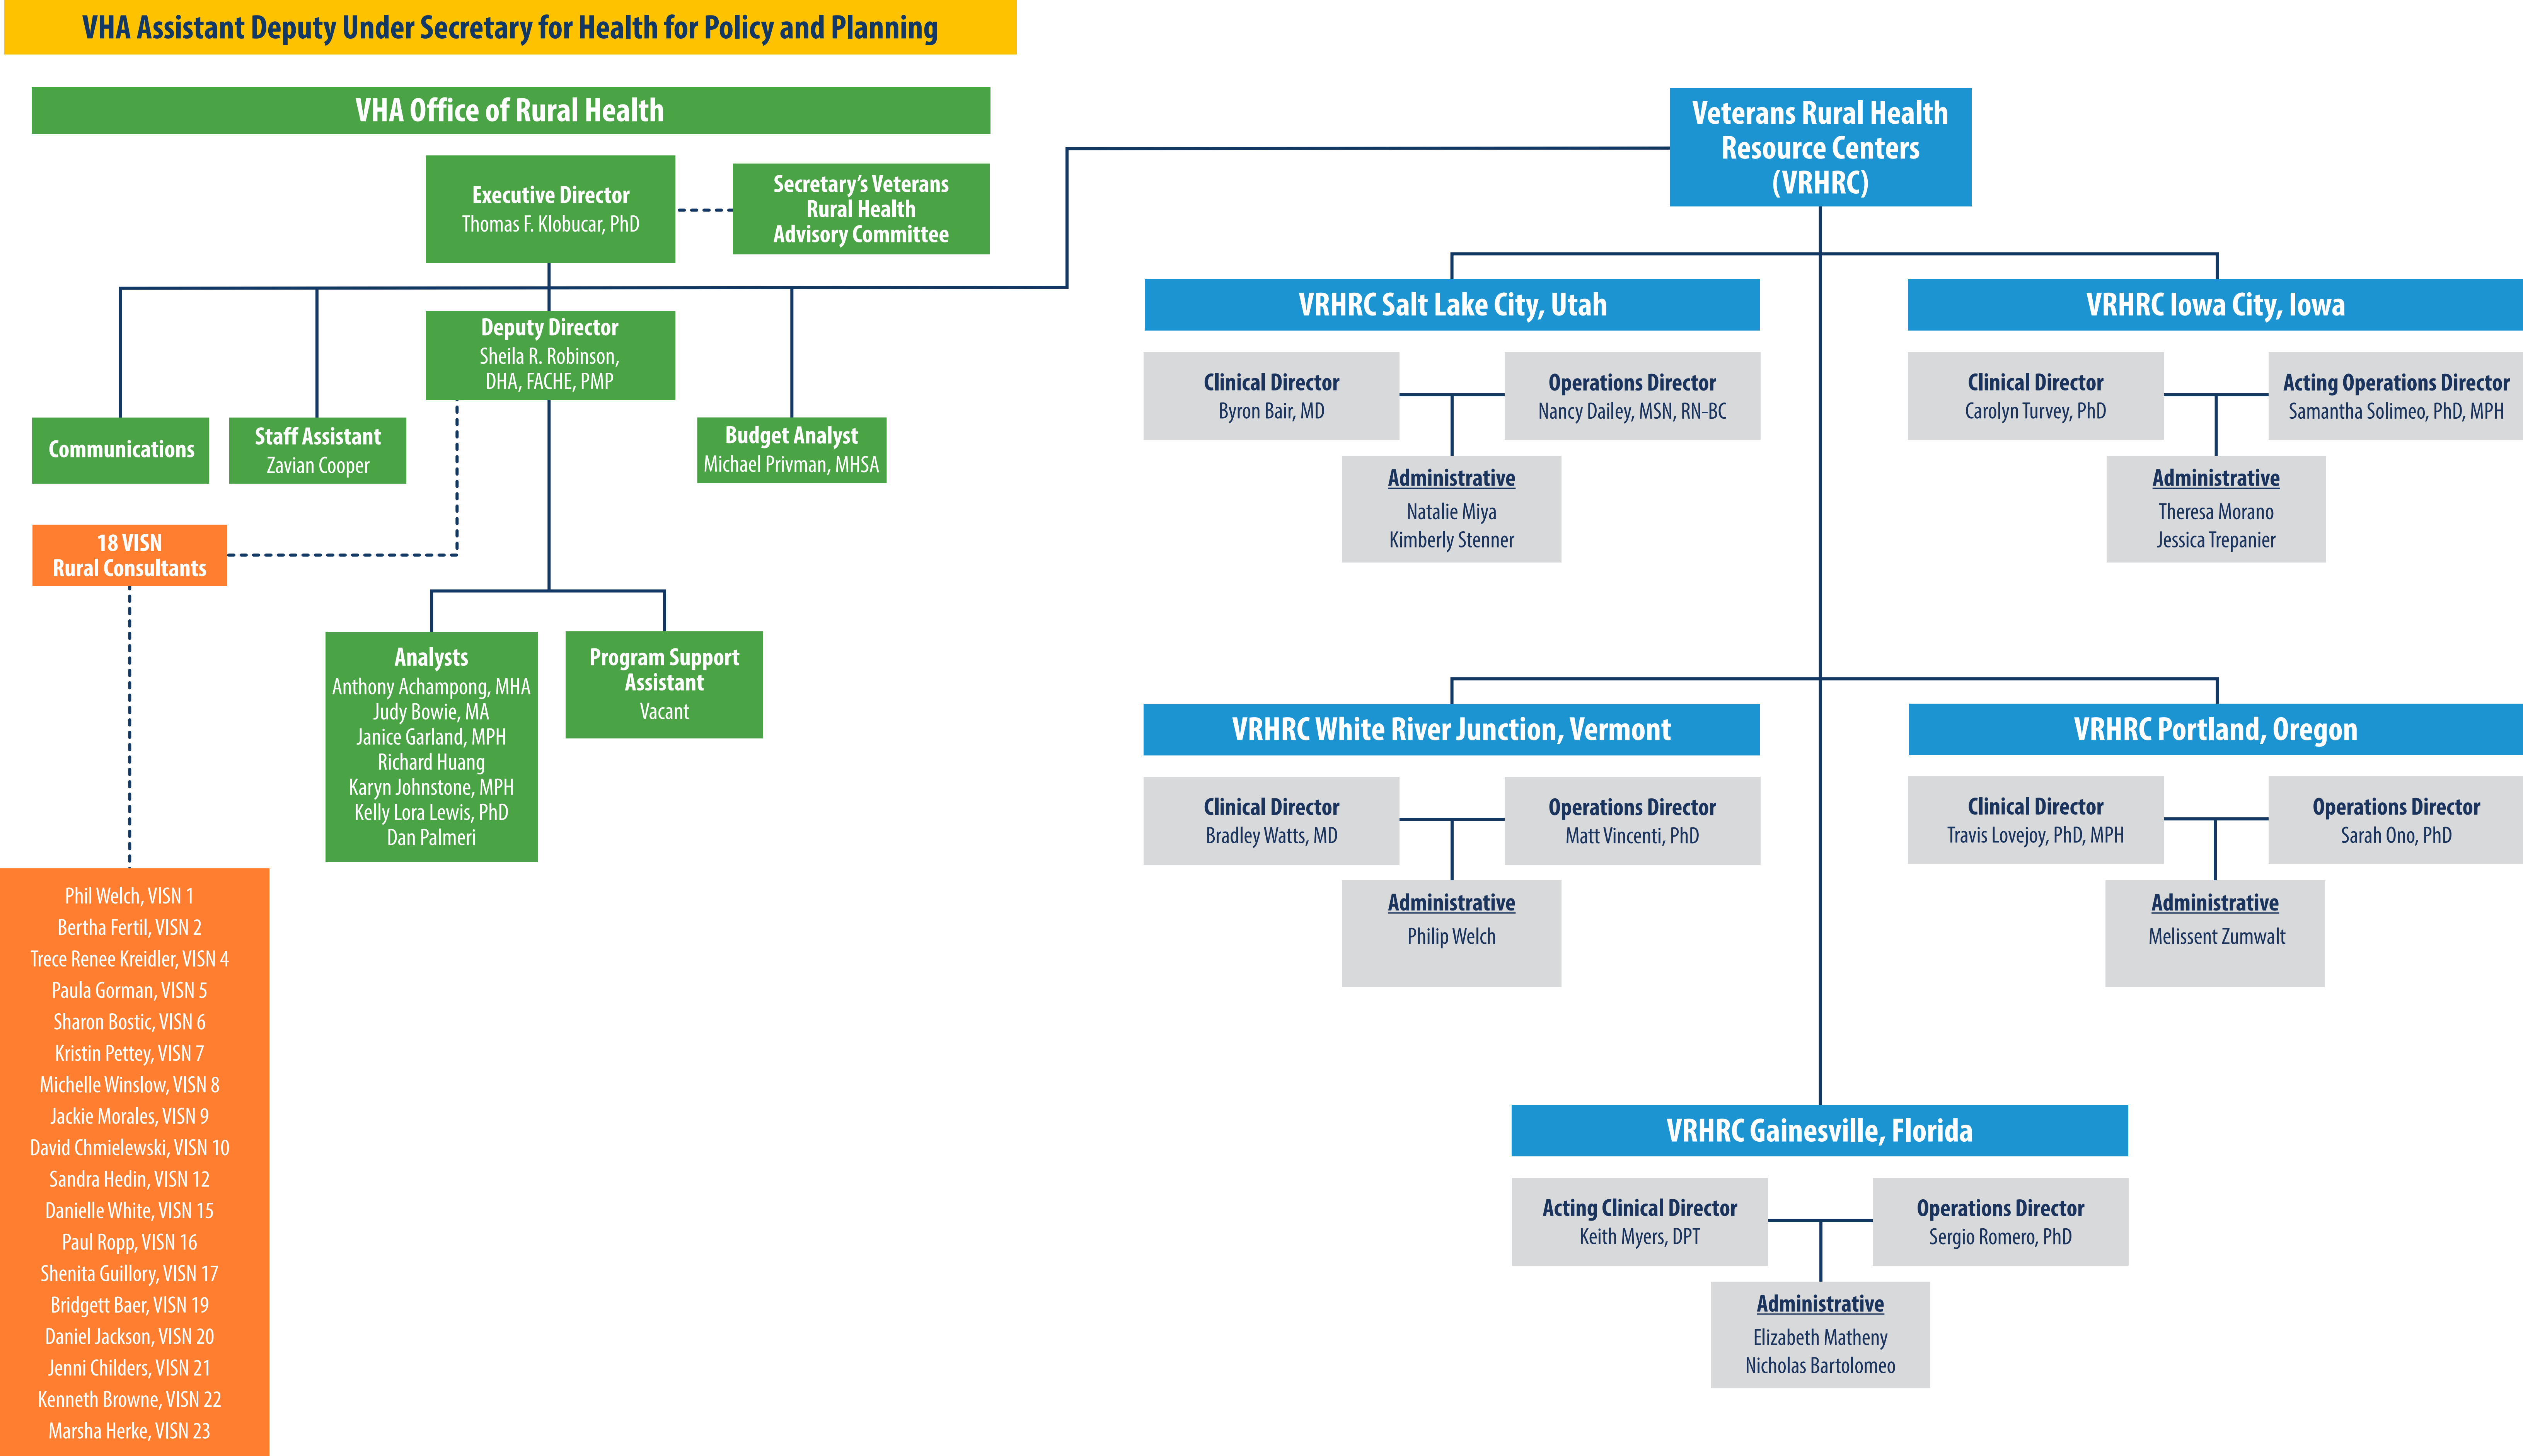 VHA Assistant Deputy Under Secretary for Health for Policy and Planning
VHA Office of Rural Health
Executive Director
Thomas F. Klobucar, PhD
Secretary’s Veterans
Rural Health
Advisory Committee
Deputy Director
Sheila R. Robinson,
DHA, FACHE, PMP
Communications
Staff Assistant
Zavian Cooper
Budget Analyst
Michael Privman, MHSA
18 VISN
Rural Consultants
Analysts
Anthony Achampong, MHA
Judy Bowie, MA
Janice Garland, MPH
Richard Huang
Karyn Johnstone, MPH
Kelly Lora Lewis, PhD
Dan Palmeri
Program Support
Assistant
Vacant
Phil Welch, VISN 1
Bertha Fertil, VISN 2
Trece Renee Kreidler, VISN 4
Paula Gorman, VISN 5
Sharon Bostic, VISN 6
Kristin Pettey, VISN 7
Michelle Winslow, VISN 8
Jackie Morales, VISN 9
David Chmielewski, VISN 10
Sandra Hedin, VISN 12
Danielle White, VISN 15
Paul Ropp, VISN 16
Shenita Guillory, VISN 17
Bridgett Baer, VISN 19
Daniel Jackson, VISN 20
Jenni Childers, VISN 21
Kenneth Browne, VISN 22
Marsha Herke, VISN 23
Veterans Rural Health
Resource Centers
(VRHRC)
VRHRC Salt Lake City, Utah
Clinical Director
Byron Bair, MD
Operations Director
Nancy Dailey, MSN, RN-BC
Administrative
Natalie Miya
Kimberly Stenner
VRHRC Iowa City, Iowa
Clinical Director
Carolyn Turvey, PhD
Acting Operations Director
Samantha Solimeo, PhD, MPH
Administrative
Theresa Morano
Jessica Trepanier
VRHRC White River Junction, Vermont
Clinical Director
Bradley Watts, MD
Operations Director
Matt Vincenti, PhD
Administrative
Philip Welch
VRHRC Portland, Oregon
Clinical Director
Travis Lovejoy, PhD, MPH
Operations Director
Sarah Ono, PhD
Administrative
Melissent Zumwalt
VRHRC Gainesville, Florida
Acting Clinical Director
Keith Myers, DPT
Operations Director
Sergio Romero, PhD
Administrative
Elizabeth Matheny
Nicholas Bartolomeo